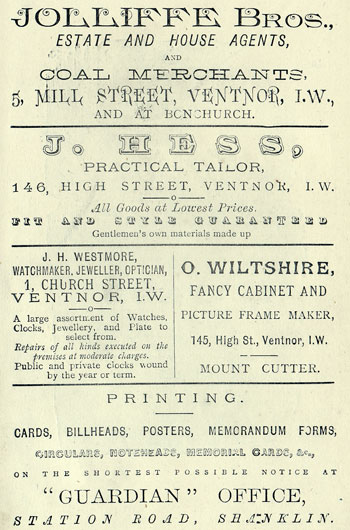 JOLLIFFE BROS.,
ESTATE AND HOUSE AGENTS,
AND
COAL MERCHANTS,
5, MILL STREET, VENTNOR, I.W.,
AND AT BONCHURCH.
J. HESS,
PRACTICAL TAILOR,
146, HIGH STREET, VENTNOR, I. W.
All Goods at Lowest Prices.
FIT AND STYLE GUARANTEED
Gentlemen's own materials made up
J. H. WESTMORE,
WATCHMAKER, JEWELLER, OPTICIAN,
1, CHURCH STREET,
VENTNOR, I.W.
A large assortment of Watches,
Clocks, Jewellery, and Plate to
select from.
Repairs of all kinds executed on the
premises at moderate charges.
Public and private clocks wound
by the year or term.
O. WILTSHIRE,
FANCY CABINET AND
PICTURE FRAME MAKER,
145, High St., Ventnor, I.W.
MOUNT CUTTER.
PRINTING.
CARDS, BILLHEADS, POSTERS, MEMORANDUM FORMS,
CIRCULARS, NOTEHEADS, MEMORIAL CARDS, &c.,
ON THE SHORTEST POSSIBLE NOTICE AT
"GUARDIAN" OFFICE,
STATION ROAD, SHANKLIN.